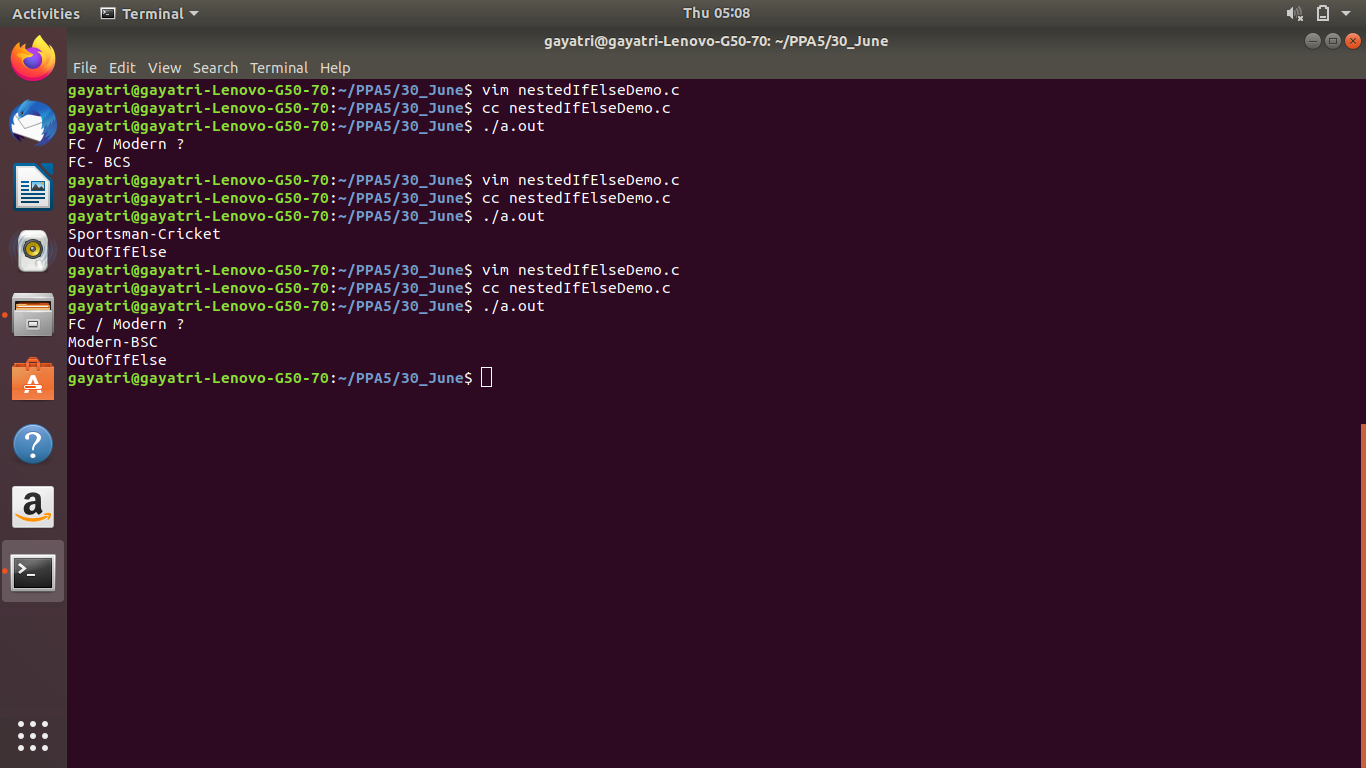 Activities Terminal Thu 05:08
gayatri@gayatri-Lenovo-G50-70: ~/PPA5/30_June
File Edit View Search Terminal Help
gayatri@gayatri-Lenovo-G50-70:~/PPA5/30_June$ vim nestedIfElseDemo.c
gayatri@gayatri-Lenovo-G50-70:~/PPA5/30_June$ cc nestedIfElseDemo.c
gayatri@gayatri-Lenovo-G50-70:~/PPA5/30_June$ ./a.out
FC / Modern ?
FC- BCS
gayatri@gayatri-Lenovo-G50-70:~/PPA5/30_June$ vim nestedIfElseDemo.c
gayatri@gayatri-Lenovo-G50-70:~/PPA5/30_June$ cc nestedIfElseDemo.c
gayatri@gayatri-Lenovo-G50-70:~/PPA5/30_June$ ./a.out
Sportsman-Cricket
OutOfIfElse
gayatri@gayatri-Lenovo-G50-70:~/PPA5/30_June$ vim nestedIfElseDemo.c
gayatri@gayatri-Lenovo-G50-70:~/PPA5/30_June$ cc nestedIfElseDemo.c
gayatri@gayatri-Lenovo-G50-70:~/PPA5/30_June$ ./a.out
FC / Modern ?
Modern-BSC
OutOfIfElse
gayatri@gayatri-Lenovo-G50-70:~/PPA5/30_June$